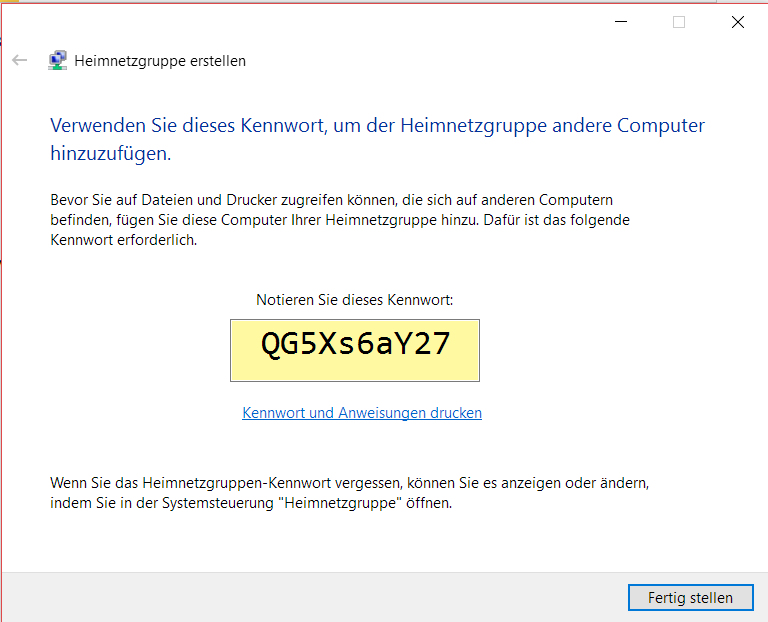 Heimnetzgruppe erstellen
Verwenden Sie dieses Kennwort, um der Heimnetzgruppe andere Computer
hinzuzufügen.
Bevor Sie auf Dateien und Drucker zugreifen können, die sich auf anderen Computern
befinden, fügen Sie diese Computer Ihrer Heimnetzgruppe hinzu. Dafür ist das folgende
Kennwort erforderlich.
Notieren Sie dieses Kennwort:
QG5Xs6aY27
Kennwort und Anweisungen drucken
Wenn Sie das Heimnetzgruppen-Kennwort vergessen, können Sie es anzeigen oder ändern,
indem Sie in der Systemsteuerung "Heimnetzgruppe" öffnen.
Fertig stellen